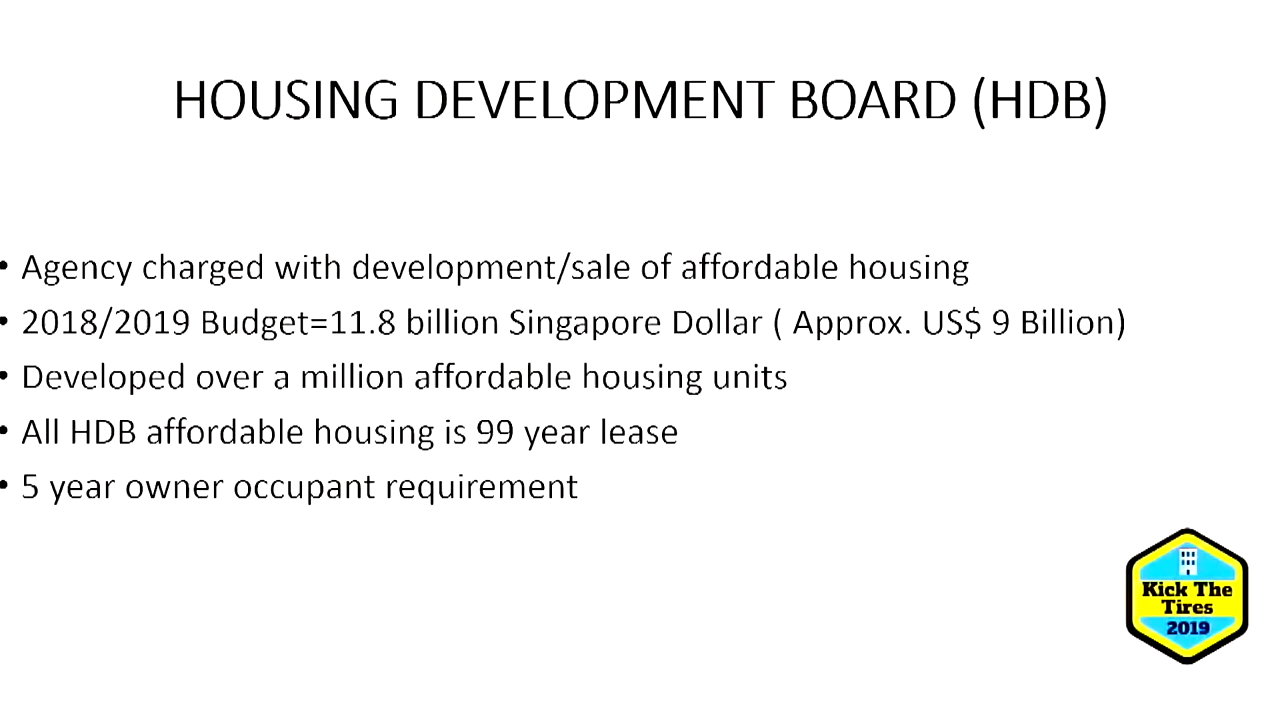 HOUSING DEVELOPMENT BOARD (HDB)
• Agency charged with development/sale of affordable housing
• 2018/2019 Budget=11.8 billion Singapore Dollar ( Approx. US$ 9 Billion)
• Developed over a million affordable housing units
• All HDB affordable housing is 99 year lease
• 5 year owner occupant requirement
Kick The
Tires
2019